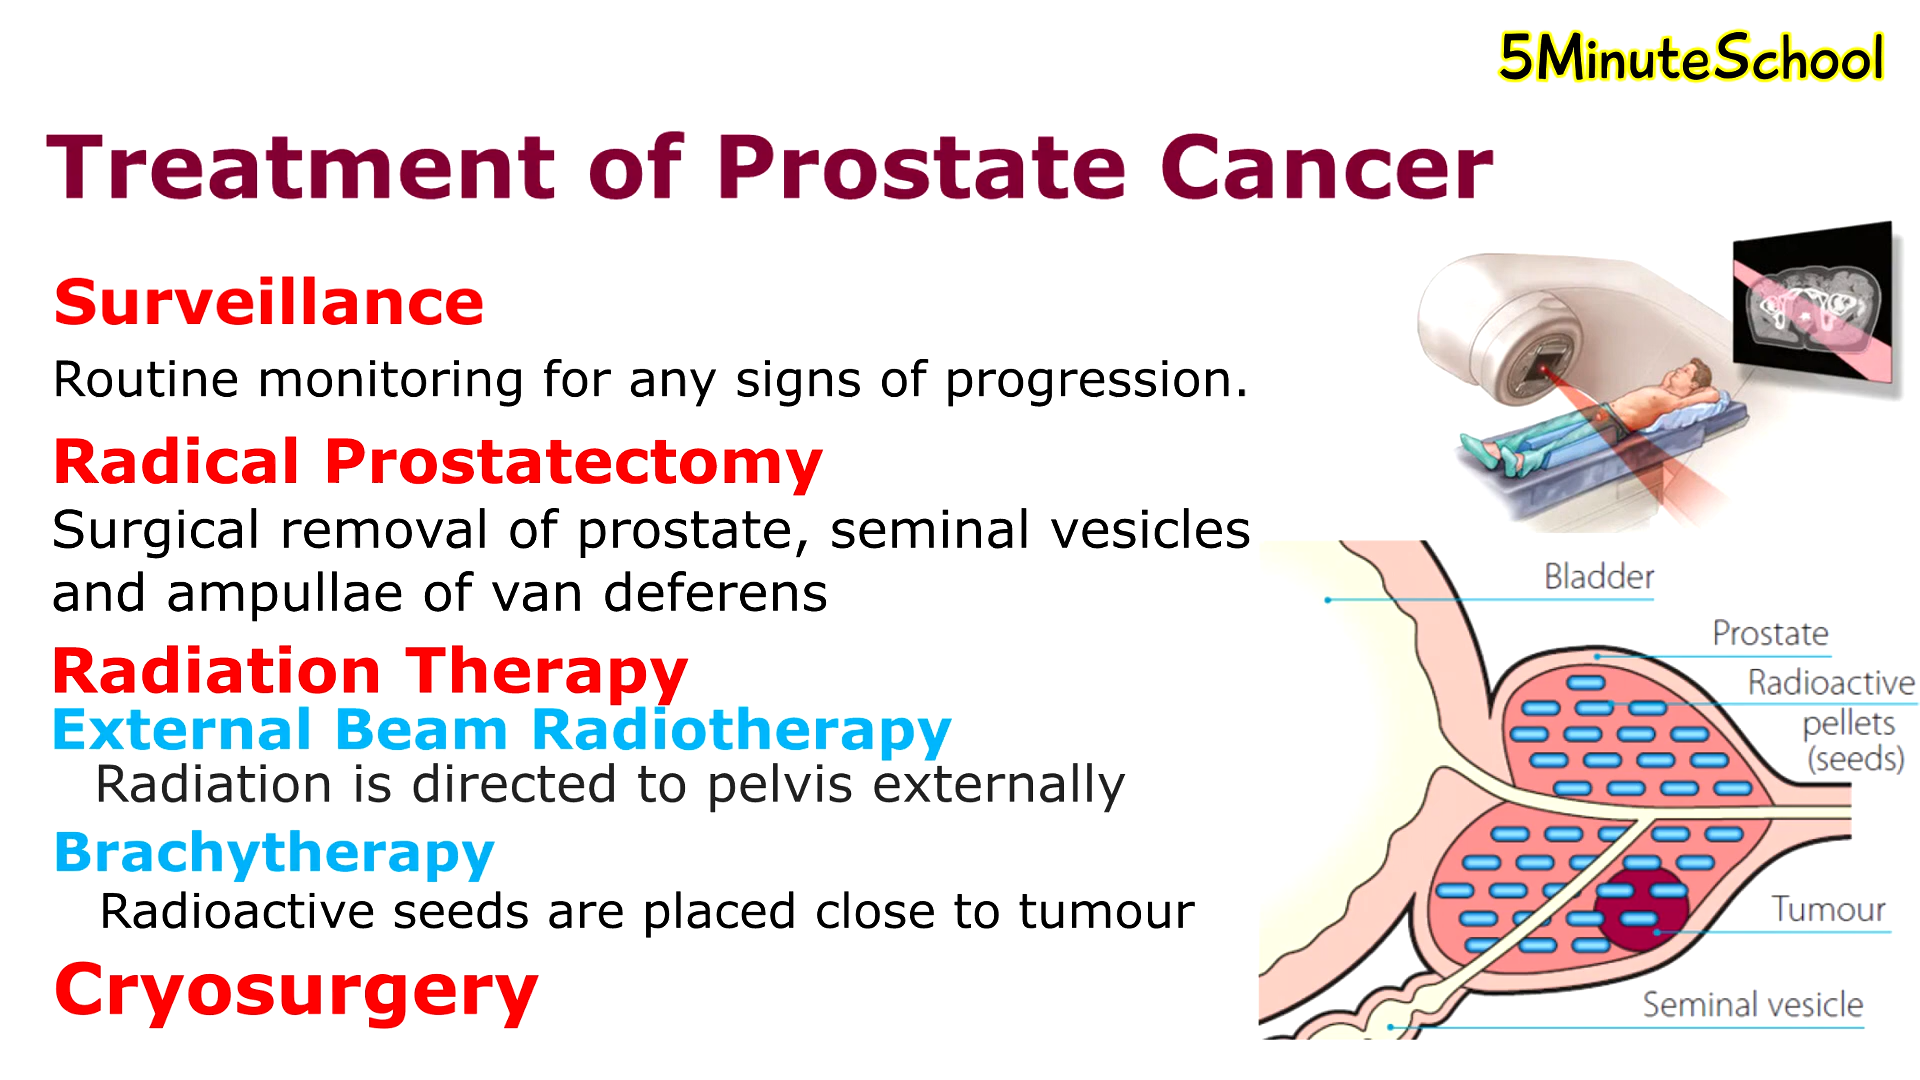 5MinuteSchool
Treatment of Prostate Cancer
Surveillance
Routine monitoring for any signs of progression.
Radical Prostatectomy
Surgical removal of prostate, seminal vesicles
and ampullae of van deferens
Radiation Therapy
External Beam Radiotherapy
Radiation is directed to pelvis externally
Brachytherapy
Radioactive seeds are placed close to tumour
Cryosurgery
Bladder
Prostate
Radioactive
pellets
(seeds)
Tumour
Seminal vesicle